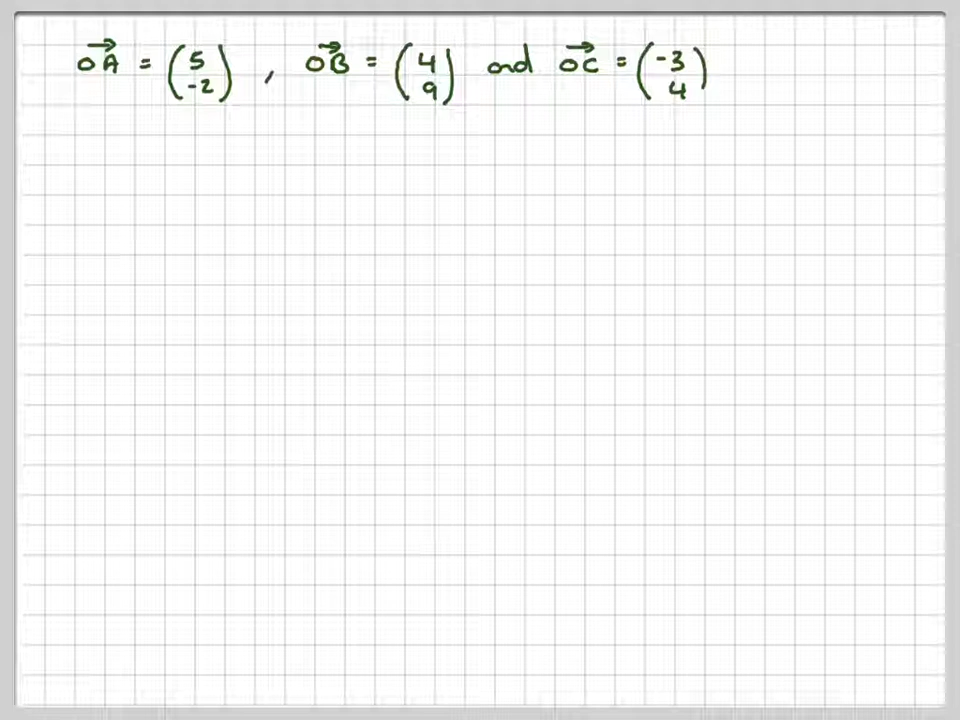 OA→ = (5 -2) , OB→ = (4 9) and OC→ = (-3 4)